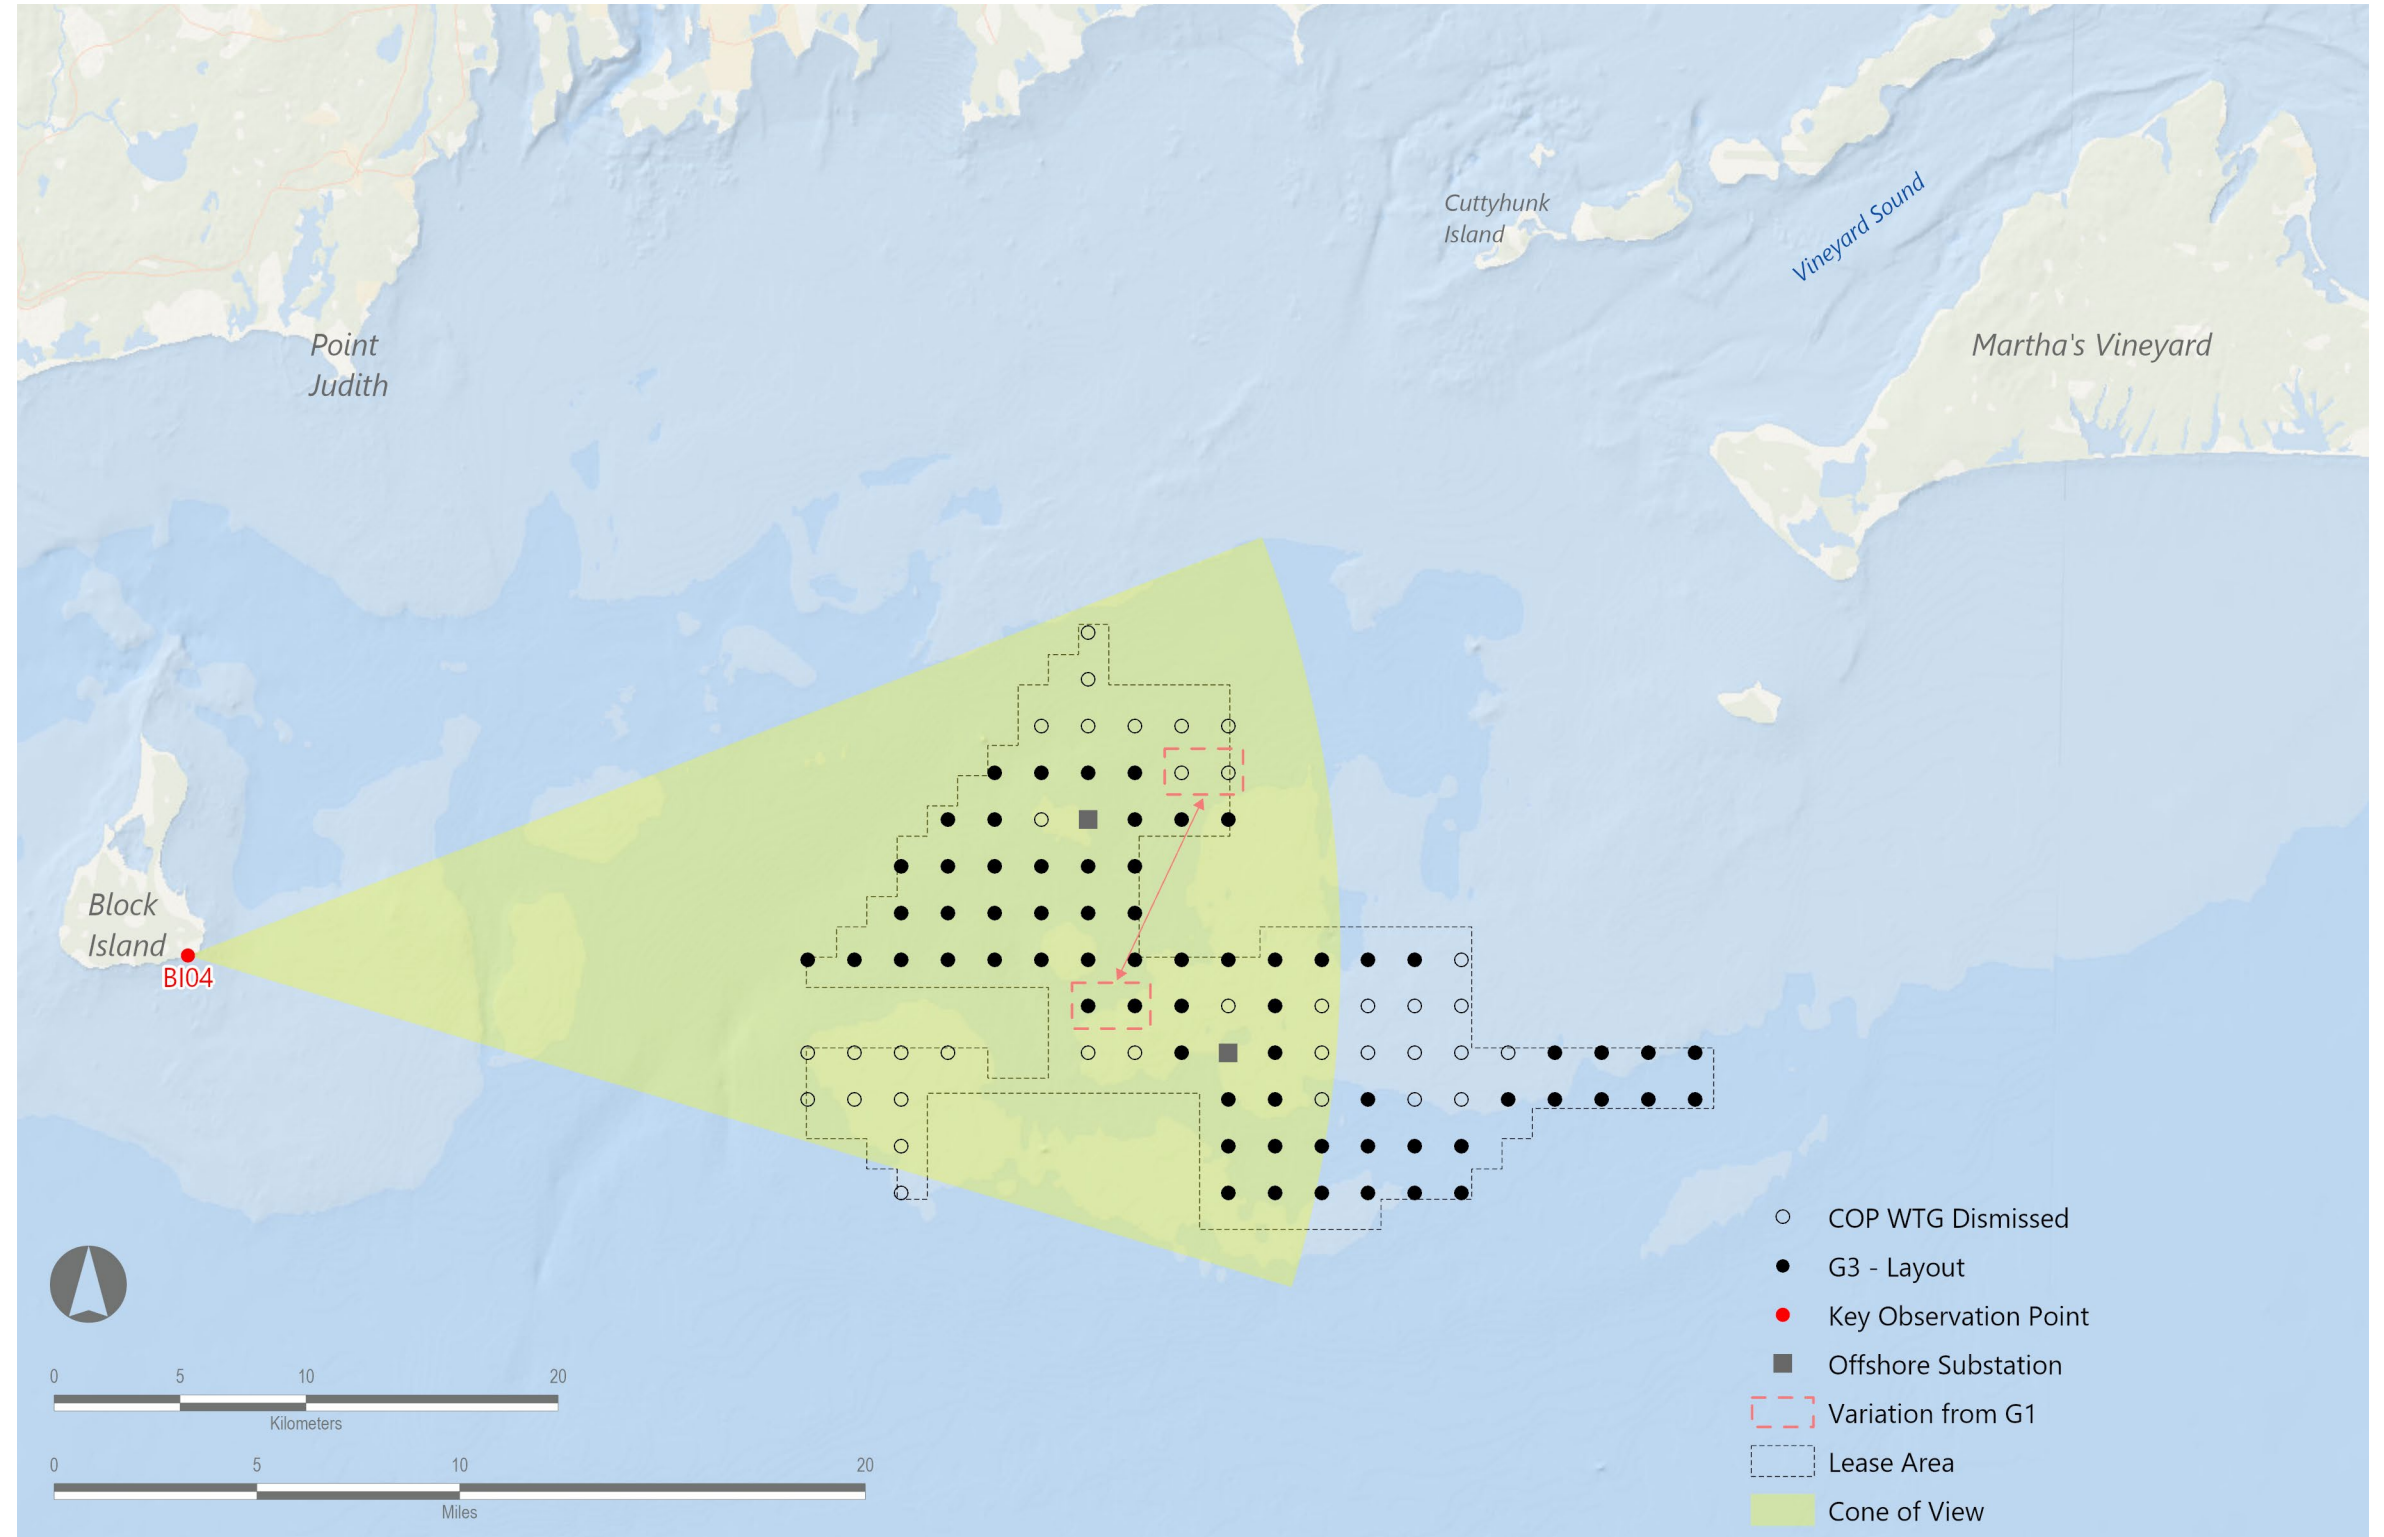 Cuttyhunk
Island
Vineyard Sound
Point
Judith
Martha's Vineyard
Block
Island
BI04
COP WTG Dismissed
G3 - Layout
Key Observation Point
Offshore Substation
Variation from G1
Lease Area
Cone of View
0 5 10 20
Kilometers
0 5 10 20
Miles